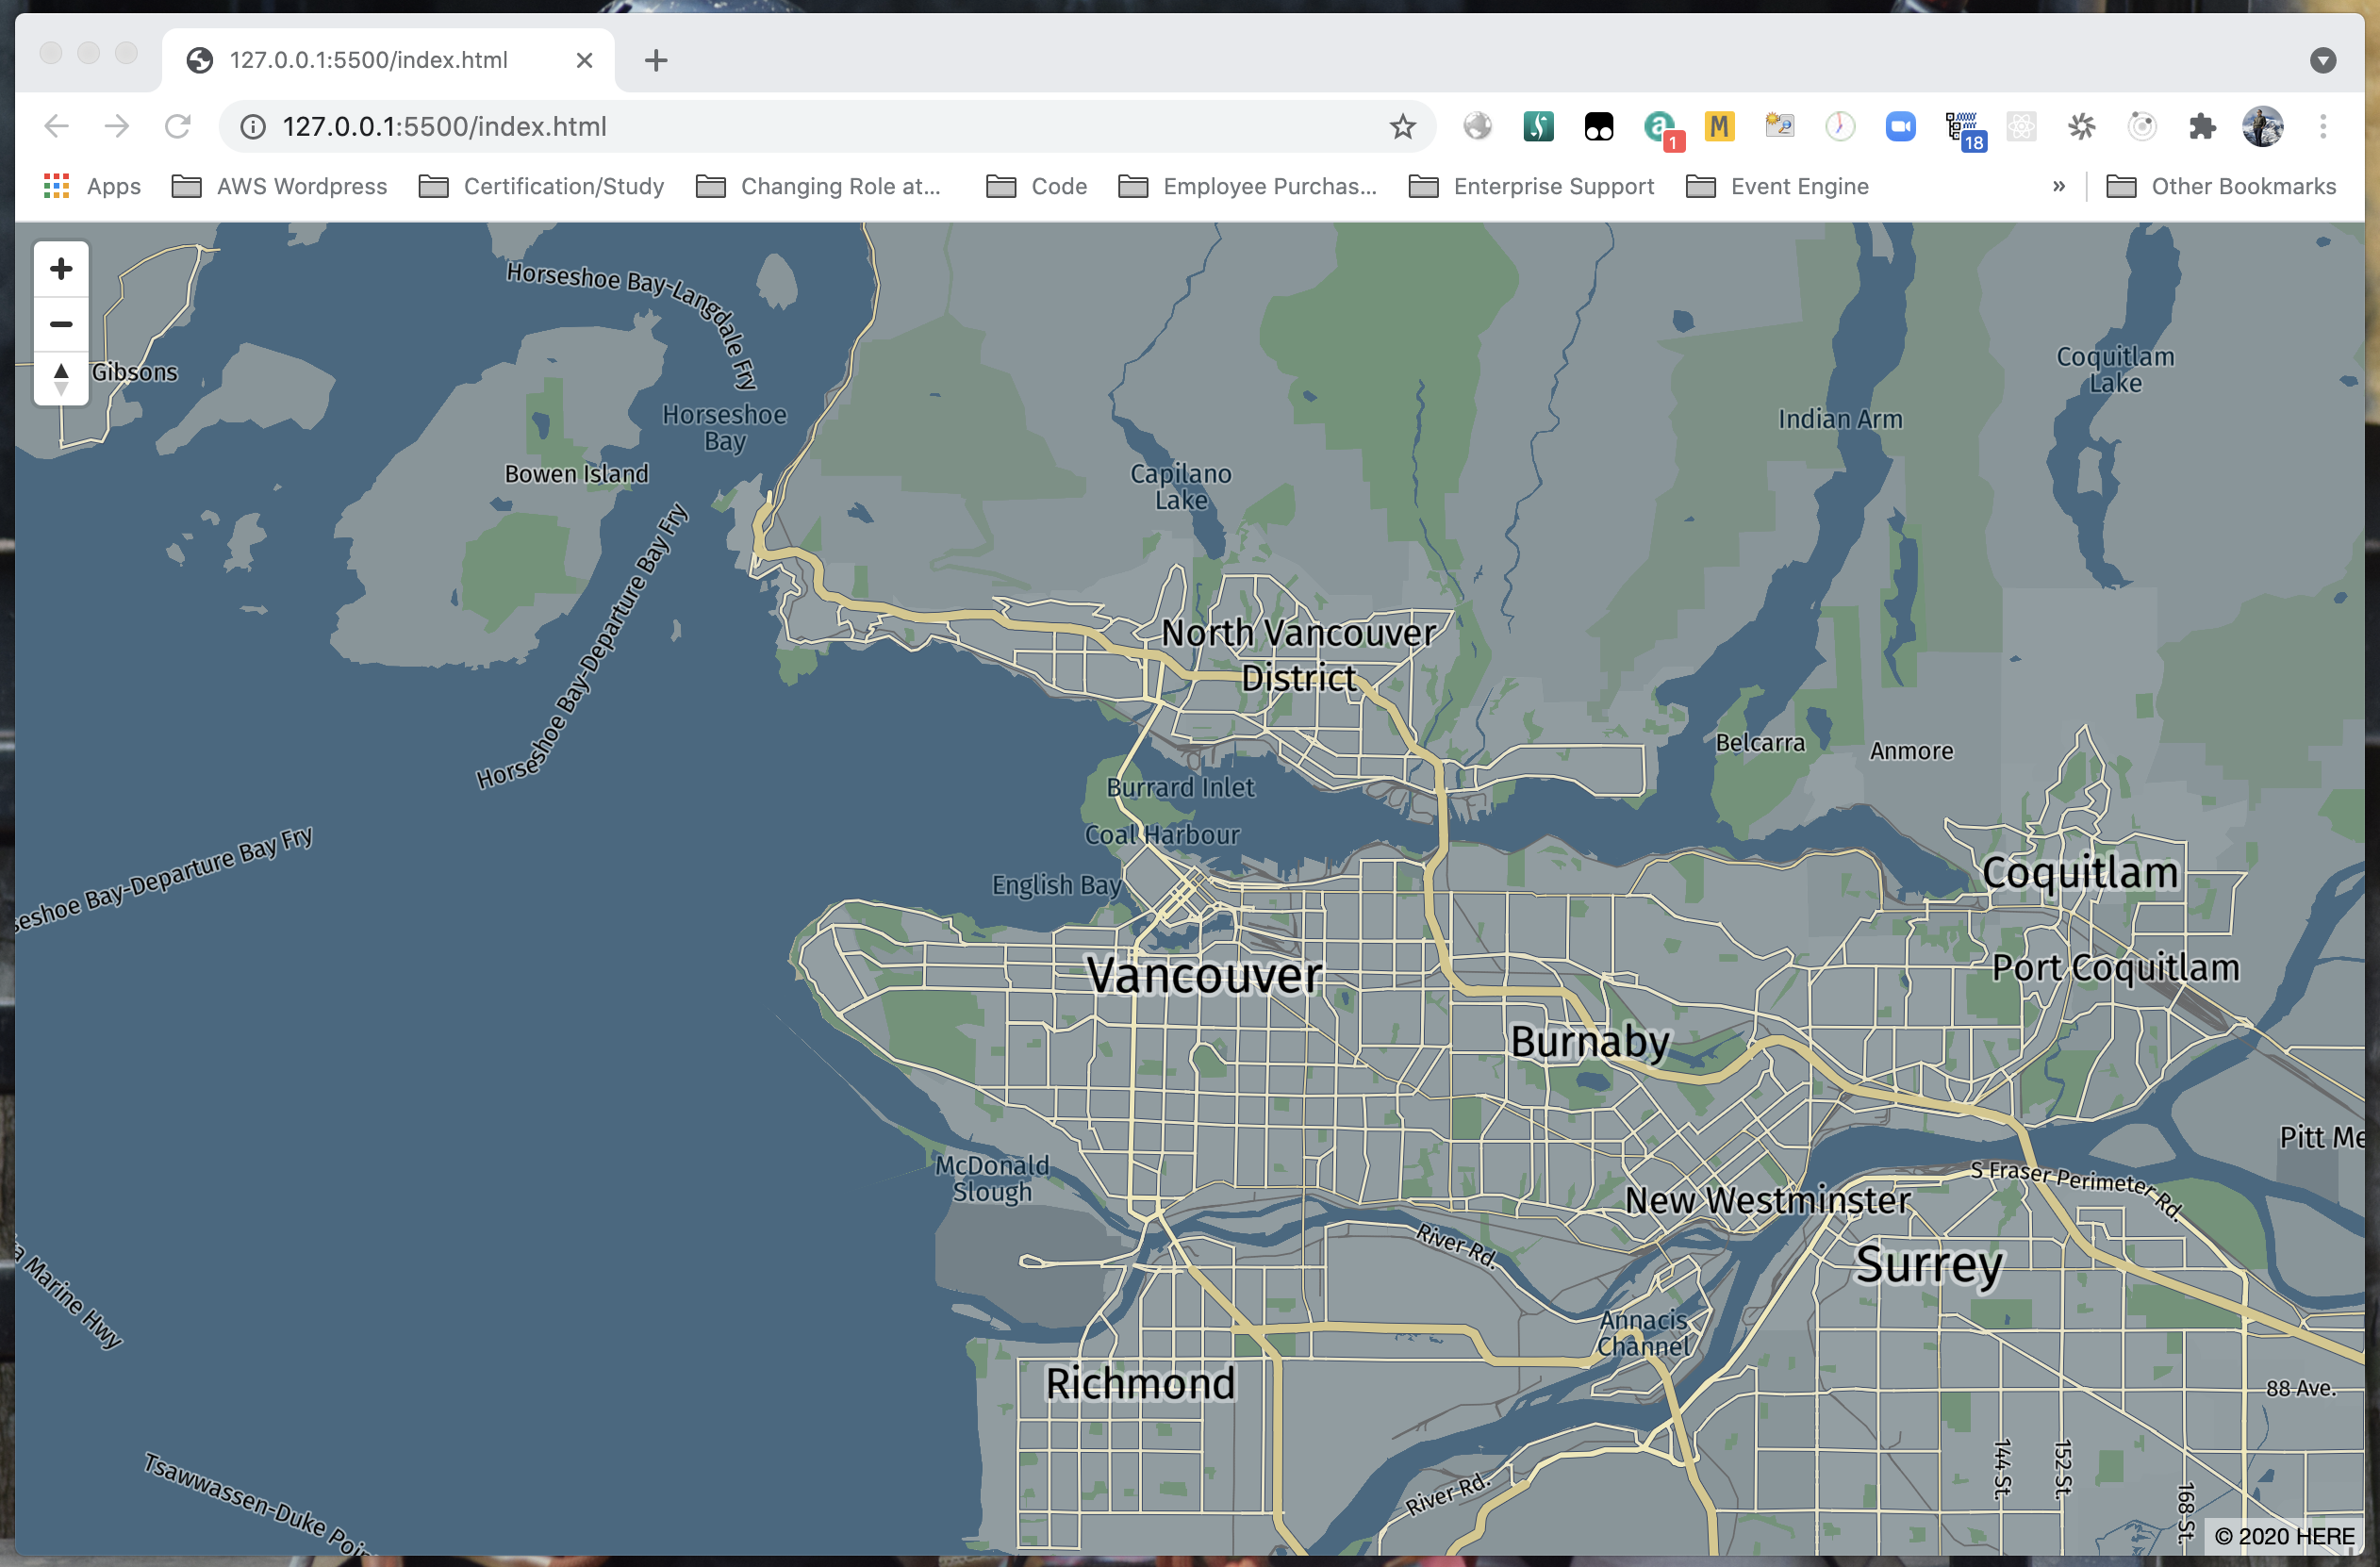 127.0.0.1:5500/index.html
127.0.0.1:5500/index.html
1
M
18
Apps
AWS Wordpress
Certification/Study
Changing Role at...
Code
Employee Purchas...
Enterprise Support
Event Engine
»
Other Bookmarks
Horseshoe Bay-Langdale Fry
Gibsons
Horseshoe
Bay
Bowen Island
Capilano
Lake
Indian Arm
Coquitlam
Lake
Horseshoe Bay-Departure Bay Fry
North Vancouver
District
Belcarra
Anmore
Burrard Inlet
Coal Harbour
English Bay
seshoe Bay-Departure Bay Fry
Coquitlam
Port Coquitlam
Vancouver
Burnaby
Pitt Me
McDonald
Slough
S Fraser Perimeter Rd.
New Westminster
River Rd.
Surrey
a Marine Hwy
Annacis
Channel
Richmond
88 Ave.
144 St.
152 St.
168 St.
River Rd.
Tsawwassen-Duke Poin
© 2020 HERE